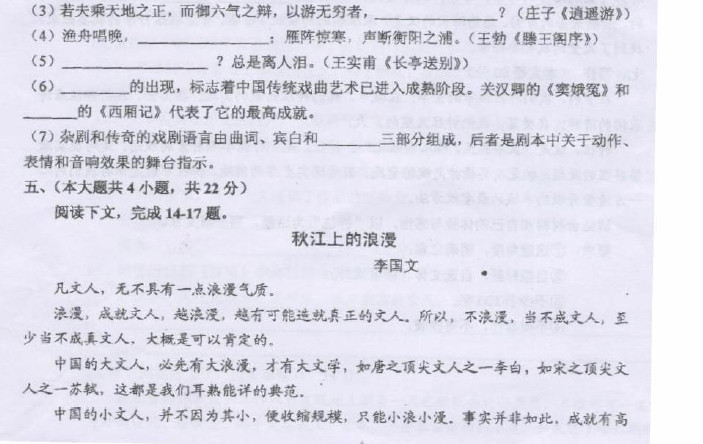 (3) 若夫乘天地之正，而御六气之辩，以游无穷者，____________？（庄子《逍遥游》）
(4) 渔舟唱晚，____________；雁阵惊寒，声断衡阳之浦。（王勃《滕王阁序》）
(5) ____________？总是离人泪。（王实甫《长亭送别》）
(6) ________的出现，标志着中国传统戏曲艺术已进入成熟阶段。关汉卿的《窦娥冤》和
______的《西厢记》代表了它的最高成就。
(7) 杂剧和传奇的戏剧语言由曲词、宾白和______三部分组成，后者是剧本中关于动作、
表情和音响效果的舞台指示。
五、（本大题共 4 小题，共 22 分）
阅读下文，完成 14-17 题。
秋江上的浪漫
李国文
凡文人，无不具有一点浪漫气质。
浪漫，成就文人，越浪漫，越有可能造就真正的文人。所以，不浪漫，当不成文人，至
少当不成真文人，大概是可以肯定的。
中国的大文人，必先有大浪漫，才有大文学，如唐之顶尖文人之一李白，如宋之顶尖文
人之一苏轼，这都是我们耳熟能详的典范。
中国的小文人，并不因为其小，便收缩规模，只能小浪小漫。事实并非如此，成就有高